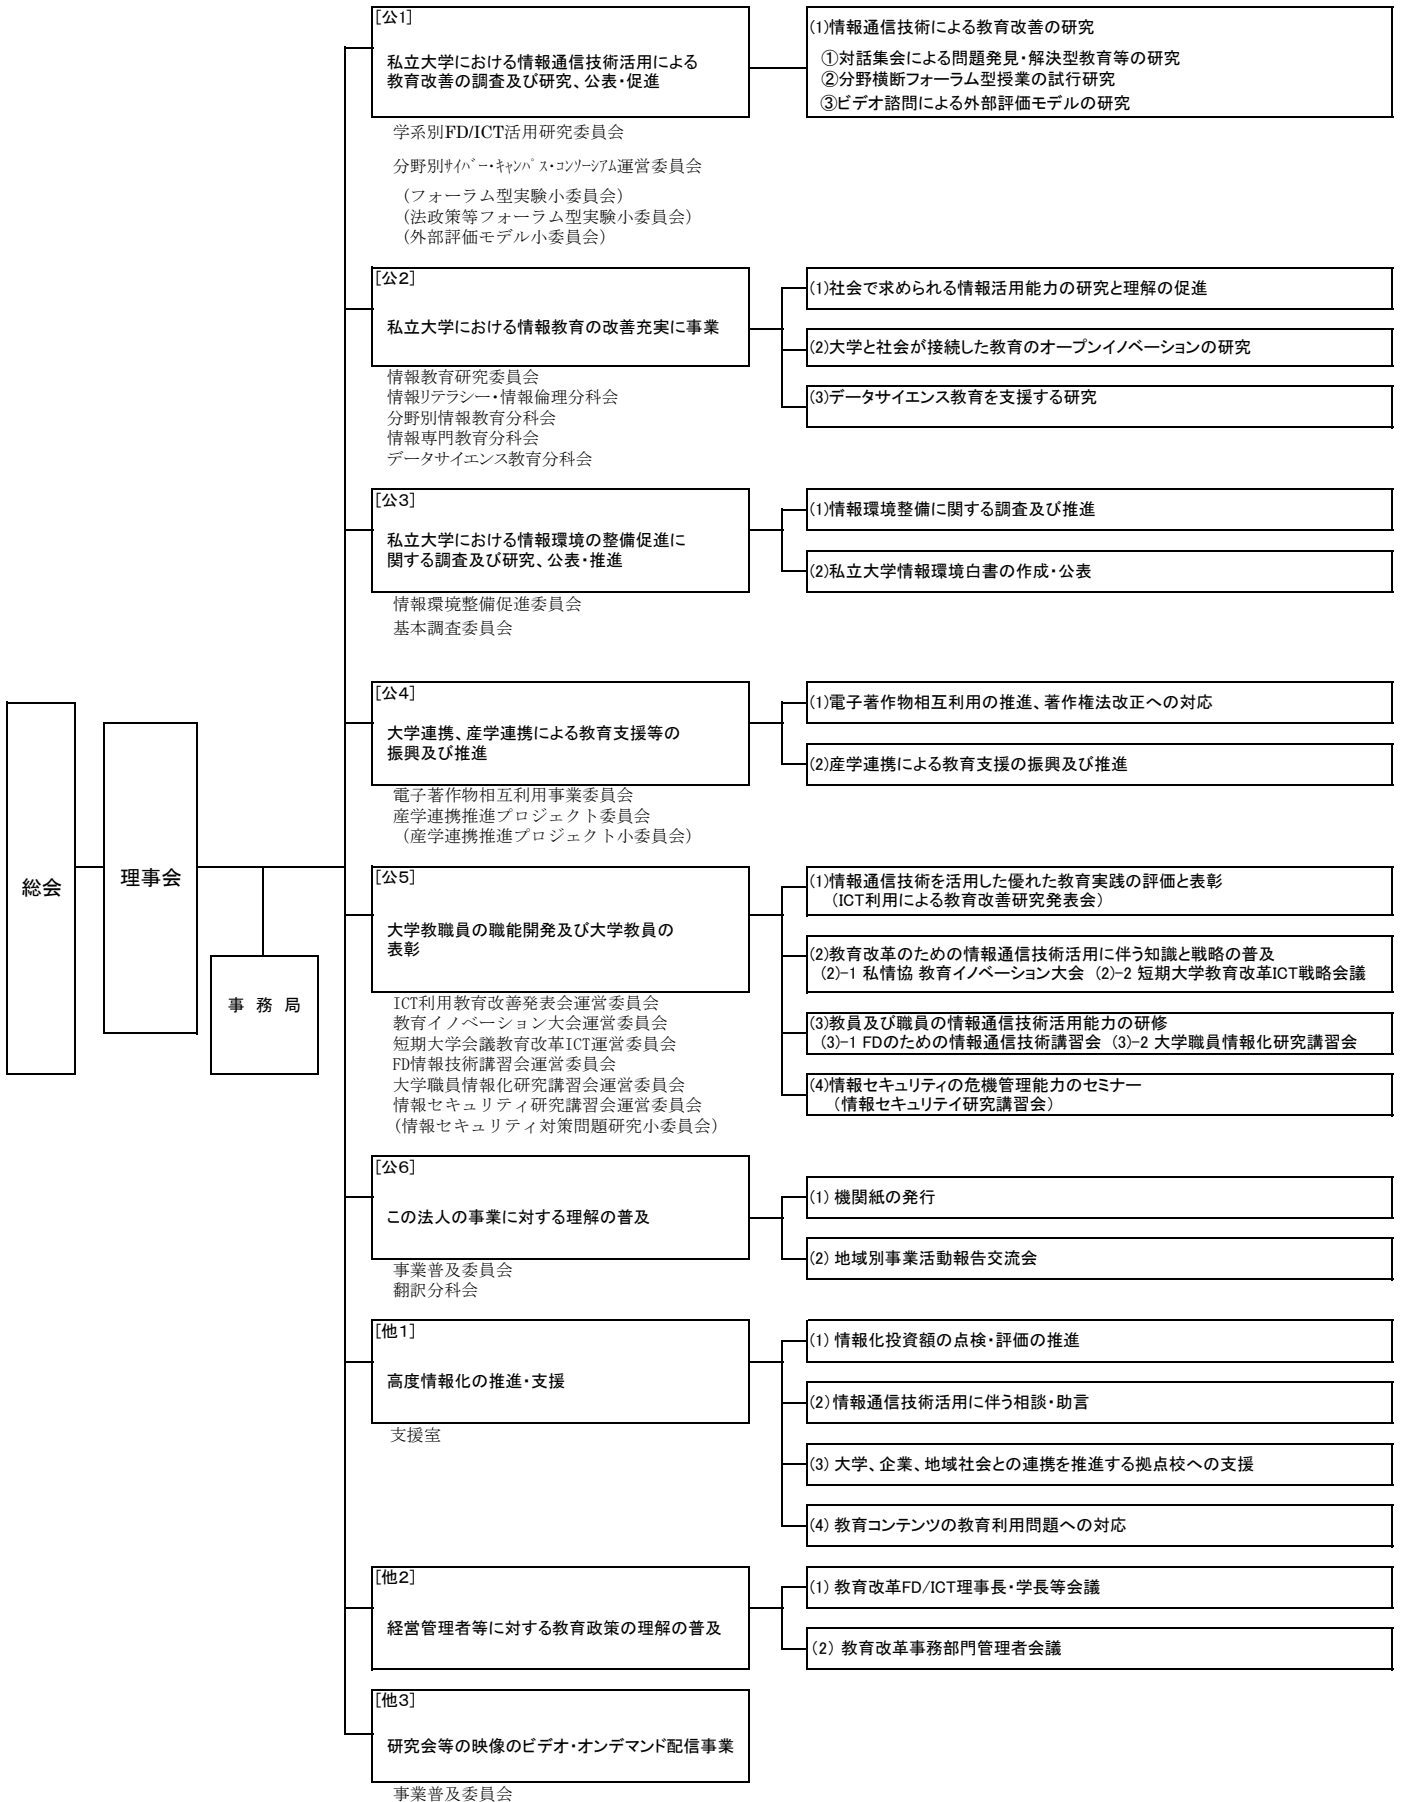 総会
理事会
事　務　局
[公1]
私立大学における情報通信技術活用による
教育改善の調査及び研究、公表・促進
学系別FD/ICT活用研究委員会
分野別ｻｲﾊﾞｰ・ｷｬﾝﾊﾟｽ・ｺﾝｿｰｼｱﾑ運営委員会
（フォーラム型実験小委員会）
（法政策等フォーラム型実験小委員会）
（外部評価モデル小委員会）
(1)情報通信技術による教育改善の研究
①対話集会による問題発見・解決型教育等の研究
②分野横断フォーラム型授業の試行研究
③ビデオ諮問による外部評価モデルの研究
[公2]
私立大学における情報教育の改善充実に事業
情報教育研究委員会
情報リテラシー・情報倫理分科会
分野別情報教育分科会
情報専門教育分科会
データサイエンス教育分科会
(1)社会で求められる情報活用能力の研究と理解の促進
(2)大学と社会が接続した教育のオープンイノベーションの研究
(3)データサイエンス教育を支援する研究
[公3]
私立大学における情報環境の整備促進に
関する調査及び研究、公表・推進
情報環境整備促進委員会
基本調査委員会
(1)情報環境整備に関する調査及び推進
(2)私立大学情報環境白書の作成・公表
[公4]
大学連携、産学連携による教育支援等の
振興及び推進
電子著作物相互利用事業委員会
産学連携推進プロジェクト委員会
（産学連携推進プロジェクト小委員会）
(1)電子著作物相互利用の推進、著作権法改正への対応
(2)産学連携による教育支援の振興及び推進
[公5]
大学教職員の職能開発及び大学教員の
表彰
ICT利用教育改善発表会運営委員会
教育イノベーション大会運営委員会
短期大学会議教育改革ICT運営委員会
FD情報技術講習会運営委員会
大学職員情報化研究講習会運営委員会
情報セキュリティ研究講習会運営委員会
（情報セキュリティ対策問題研究小委員会）
(1)情報通信技術を活用した優れた教育実践の評価と表彰
（ICT利用による教育改善研究発表会）
(2)教育改革のための情報通信技術活用に伴う知識と戦略の普及
(2)-1 私情協 教育イノベーション大会 (2)-2 短期大学教育改革ICT戦略会議
(3)教員及び職員の情報通信技術活用能力の研修
(3)-1 FDのための情報通信技術講習会 (3)-2 大学職員情報化研究講習会
(4)情報セキュリティの危機管理能力のセミナー
（情報セキュリテイ研究講習会）
[公6]
この法人の事業に対する理解の普及
事業普及委員会
翻訳分科会
(1) 機関紙の発行
(2) 地域別事業活動報告交流会
[他1]
高度情報化の推進・支援
支援室
(1) 情報化投資額の点検・評価の推進
(2) 情報通信技術活用に伴う相談・助言
(3) 大学、企業、地域社会との連携を推進する拠点校への支援
(4) 教育コンテンツの教育利用問題への対応
[他2]
経営管理者等に対する教育政策の理解の普及
(1) 教育改革FD/ICT理事長・学長等会議
(2) 教育改革事務部門管理者会議
[他3]
研究会等の映像のビデオ・オンデマンド配信事業
事業普及委員会